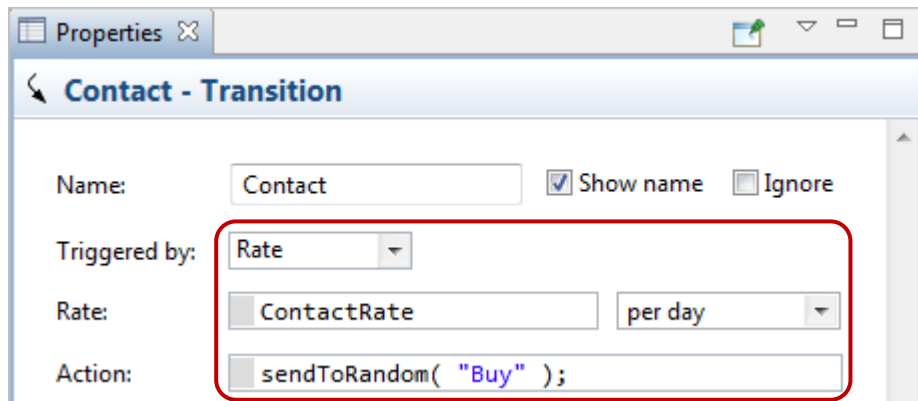 Properties
Contact - Transition
Name: Contact Show name Ignore
Triggered by: Rate
Rate: ContactRate per day
Action: sendToRandom( "Buy" );